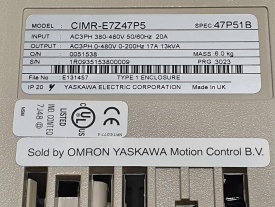 MODEL : CIMR-E7Z47P5 SPEC: 47P51B
INPUT : AC3PH 380-480V 50/60Hz 20A
OUTPUT : AC3PH 0-480V 0-200Hz 17A 13kVA
O/N : 0051538 MASS: 6.0 kg
S/N : 1R0935153800009 PRG: 3023
File No : E131457 TYPE 1 ENCLOSURE
IP 20 YASKAWA ELECTRIC CORPORATION Made in UK
LISTED
7J48
Sold by OMRON YASKAWA Motion Control B.V.